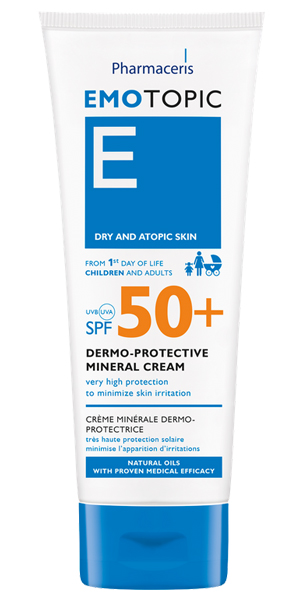 Pharmaceris
EMOTOPIC
E
DRY AND ATOPIC SKIN
FROM 1st DAY OF LIFE
CHILDREN AND ADULTS
UVB UVA
SPF 50+
DERMO-PROTECTIVE
MINERAL CREAM
very high protection
to minimize skin irritation
CRÈME MINÉRALE DERMO-
PROTECTRICE
très haute protection solaire
minimise l'apparition d'irritations
NATURAL OILS
WITH PROVEN MEDICAL EFFICACY